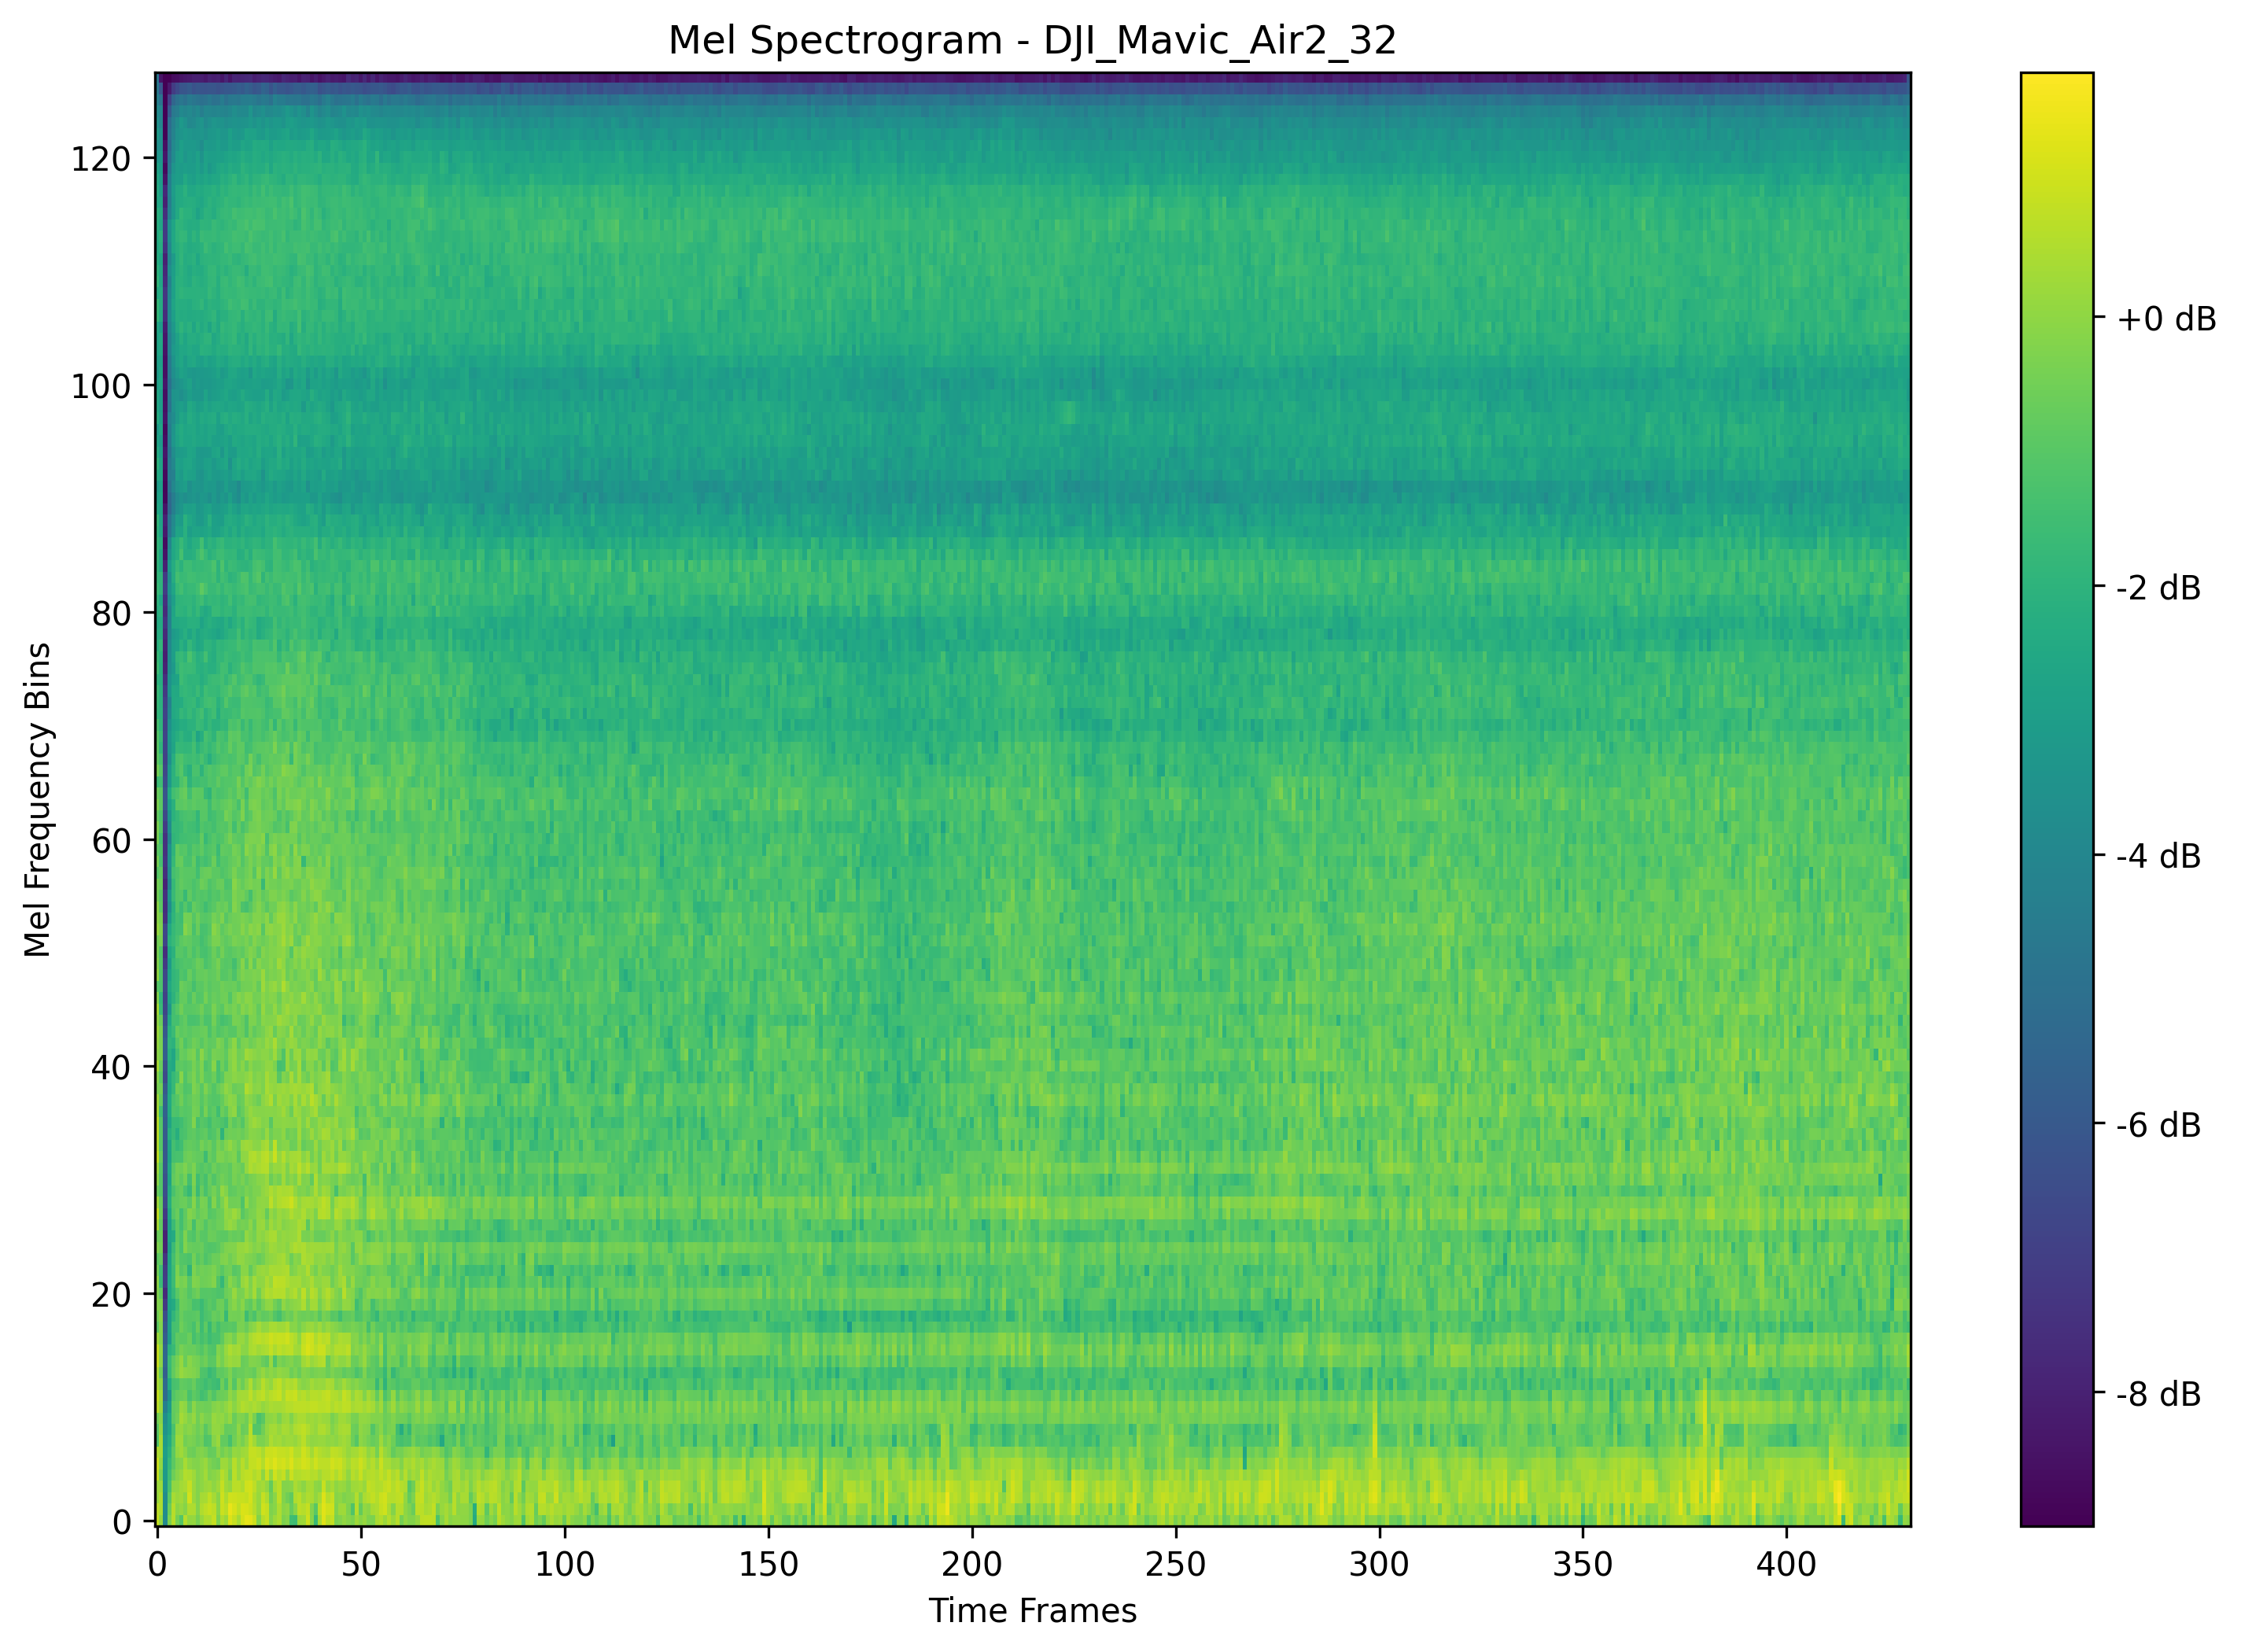 Mel Spectrogram - DJI_Mavic_Air2_32
Mel Frequency Bins
120
100
80
60
40
20
0
0 50 100 150 200 250 300 350 400
Time Frames
+0 dB
-2 dB
-4 dB
-6 dB
-8 dB